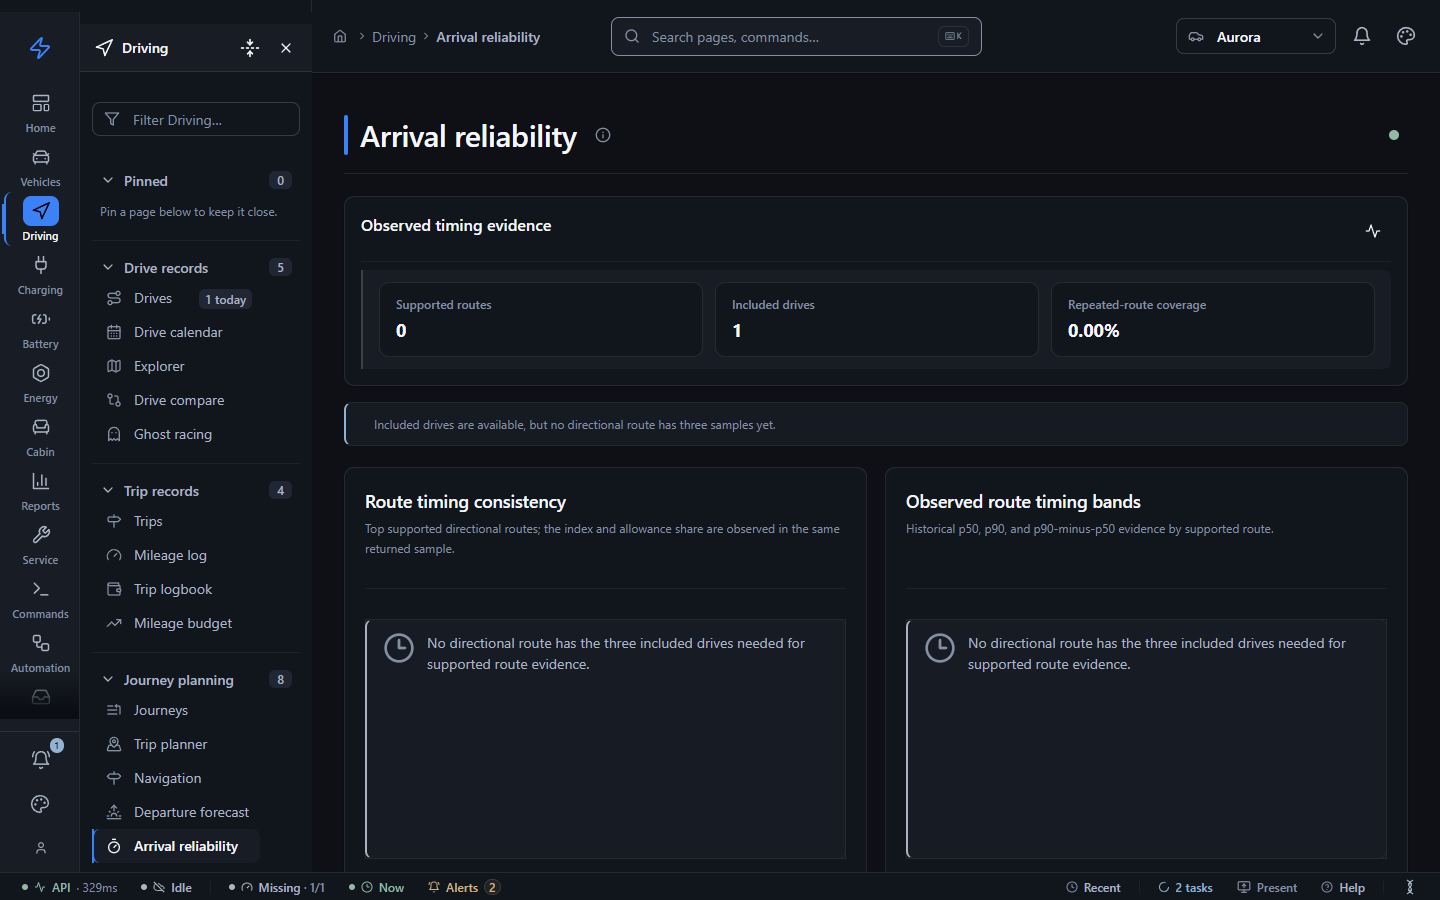 Driving
Driving
Arrival reliability
Search pages, commands...
K
Aurora
Home
Vehicles
Driving
Charging
Battery
Energy
Cabin
Reports
Service
Commands
Automation
1
Filter Driving...
Pinned
0
Pin a page below to keep it close.
Drive records
5
Drives
1 today
Drive calendar
Explorer
Drive compare
Ghost racing
Trip records
4
Trips
Mileage log
Trip logbook
Mileage budget
Journey planning
8
Journeys
Trip planner
Navigation
Departure forecast
Arrival reliability
Arrival reliability
Observed timing evidence
Supported routes
0
Included drives
1
Repeated-route coverage
0.00%
Included drives are available, but no directional route has three samples yet.
Route timing consistency
Top supported directional routes; the index and allowance share are observed in the same
returned sample.
No directional route has the three included drives needed for
supported route evidence.
Observed route timing bands
Historical p50, p90, and p90-minus-p50 evidence by supported route.
No directional route has the three included drives needed for
supported route evidence.
API · 329ms
Idle
Missing · 1/1
Now
Alerts 2
Recent
2 tasks
Present
Help